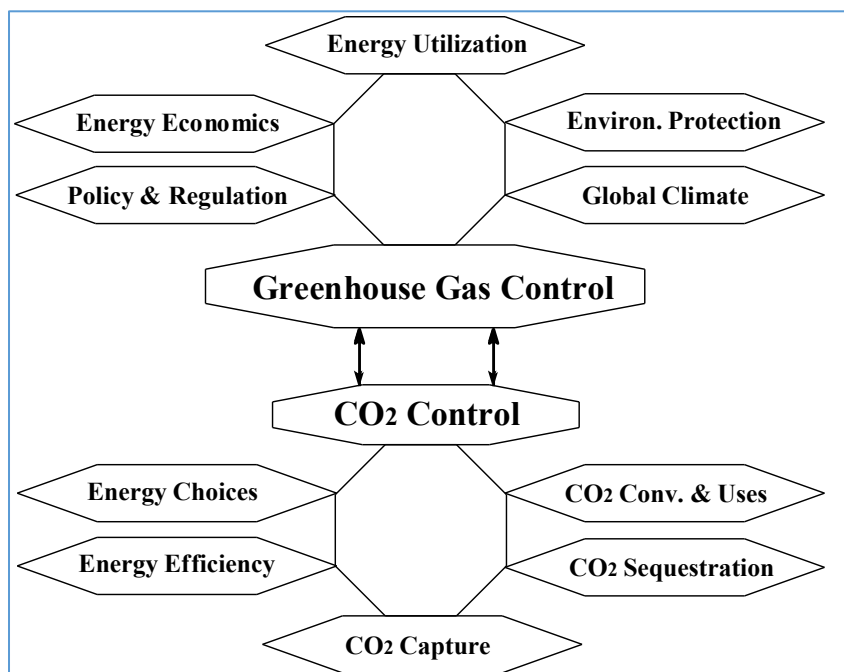 Energy Utilization
Energy Economics
Environ. Protection
Policy & Regulation
Global Climate
Greenhouse Gas Control
CO2 Control
Energy Choices
CO2 Conv. & Uses
Energy Efficiency
CO2 Sequestration
CO2 Capture